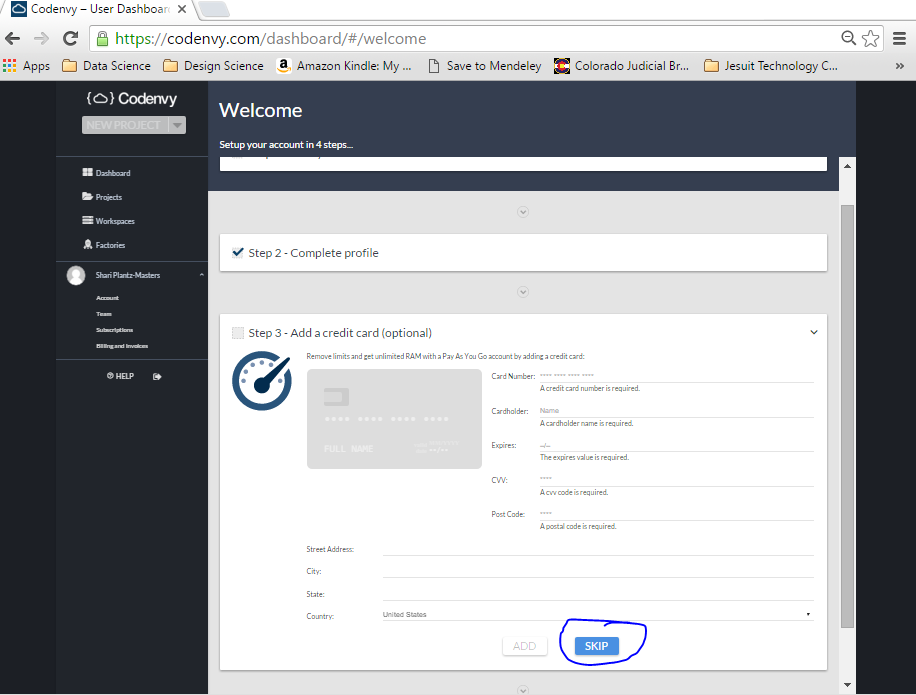 Codenvy – User Dashboar
https://codenvy.com/dashboard/#/welcome
Apps Data Science Design Science Amazon Kindle: My ... Save to Mendeley Colorado Judicial Br... Jesuit Technology C... »
{ } Codenvy
NEW PROJECT
Dashboard
Projects
Workspaces
Factories
Shari Plantz-Masters
Account
Team
Subscriptions
Billing and Invoices
HELP
Welcome
Setup your account in 4 steps...
Step 2 - Complete profile
Step 3 - Add a credit card (optional)
Remove limits and get unlimited RAM with a Pay As You Go account by adding a credit card:
•••• •••• •••• ••••
FULL NAME ••/••
Card Number: **** **** **** ****
A credit card number is required.
Cardholder: Name
A cardholder name is required.
Expires: --/--
The expires value is required.
CVV: ****
A cvv code is required.
Post Code: ****
A postal code is required.
Street Address:
City:
State:
Country: United States
ADD SKIP